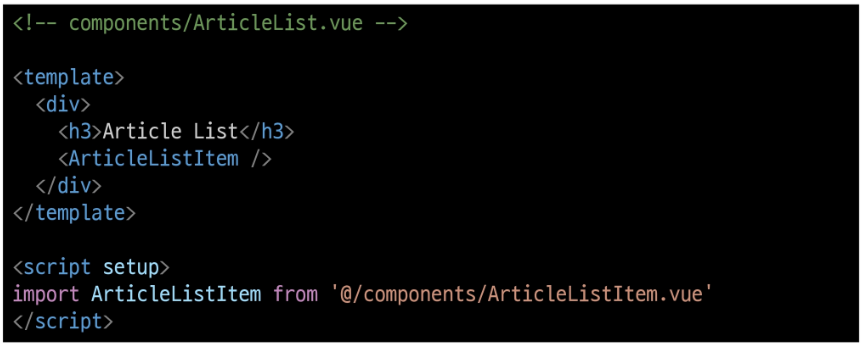 <!-- components/ArticleList.vue -->
<template>
<div>
<h3>Article List</h3>
<ArticleListItem />
</div>
</template>
<script setup>
import ArticleListItem from '@/components/ArticleListItem.vue'
</script>